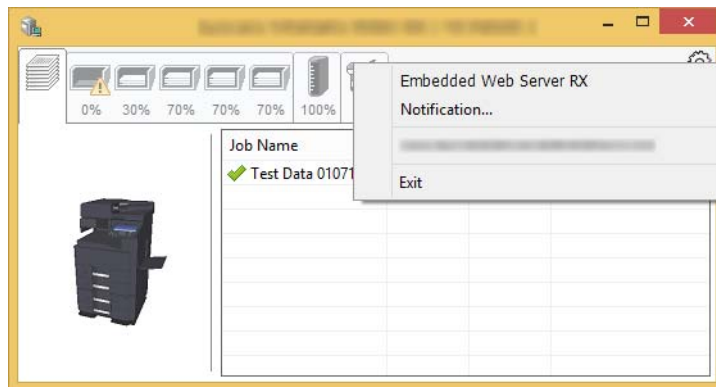 Embedded Web Server RX
0% 30% 70% 70% 70% 100%
Notification...
Job Name
Test Data 01071
Exit